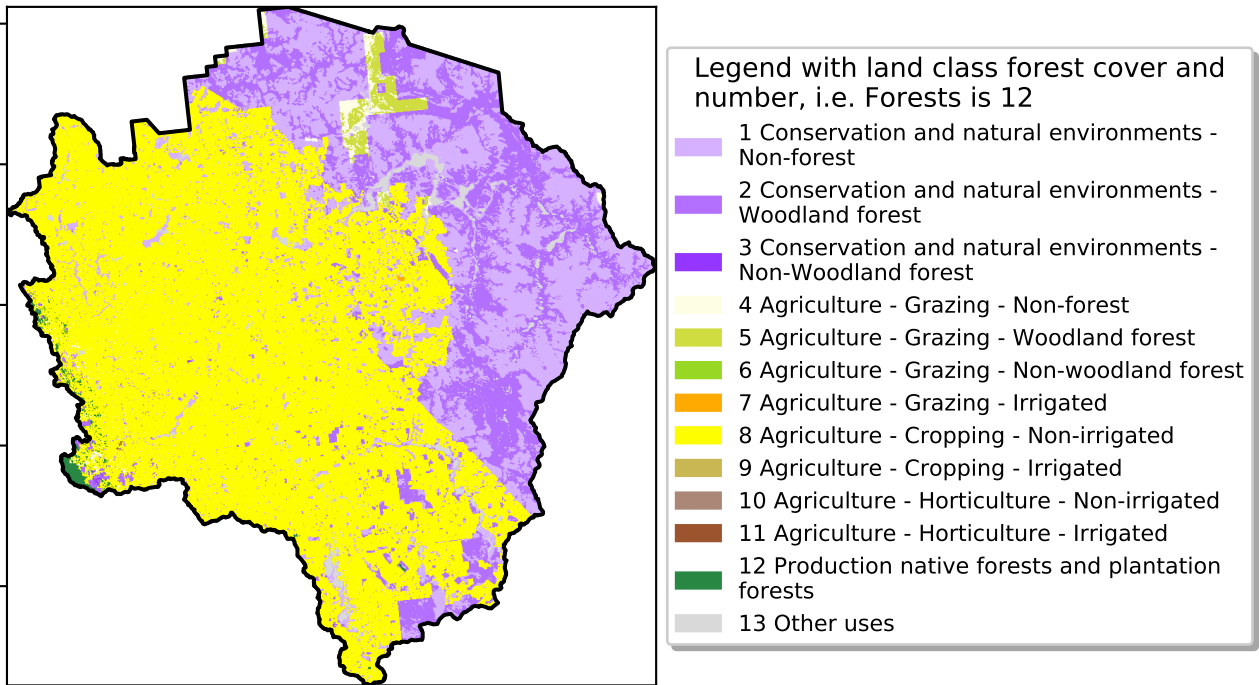 Legend with land class forest cover and
number, i.e. Forests is 12
1 Conservation and natural environments -
Non-forest
2 Conservation and natural environments -
Woodland forest
3 Conservation and natural environments -
Non-Woodland forest
4 Agriculture - Grazing - Non-forest
5 Agriculture - Grazing - Woodland forest
6 Agriculture - Grazing - Non-woodland forest
7 Agriculture - Grazing - Irrigated
8 Agriculture - Cropping - Non-irrigated
9 Agriculture - Cropping - Irrigated
10 Agriculture - Horticulture - Non-irrigated
11 Agriculture - Horticulture - Irrigated
12 Production native forests and plantation
forests
13 Other uses